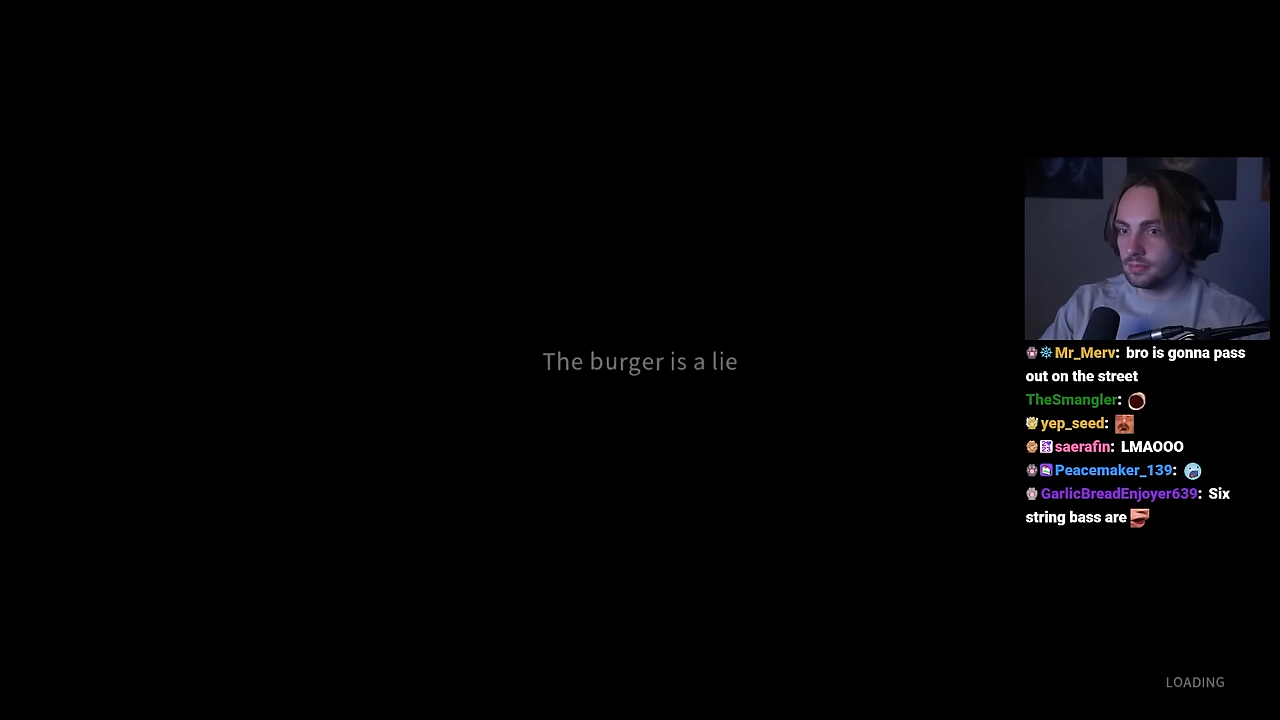 The burger is a lie
Mr_Merv: bro is gonna pass
out on the street
TheSmangler:
yep_seed:
saerafin: LMAOOO
Peacemaker_139:
GarlicBreadEnjoyer639: Six
string bass are
LOADING